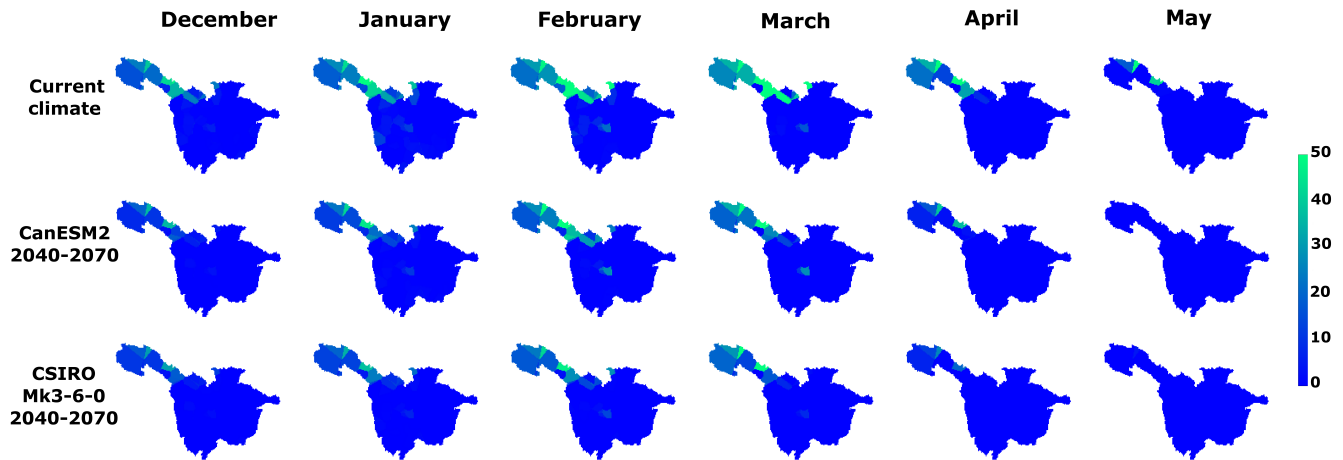 December January February March April May
Current
climate
CanESM2
2040-2070
CSIRO
Mk3-6-0
2040-2070
50
40
30
20
10
0